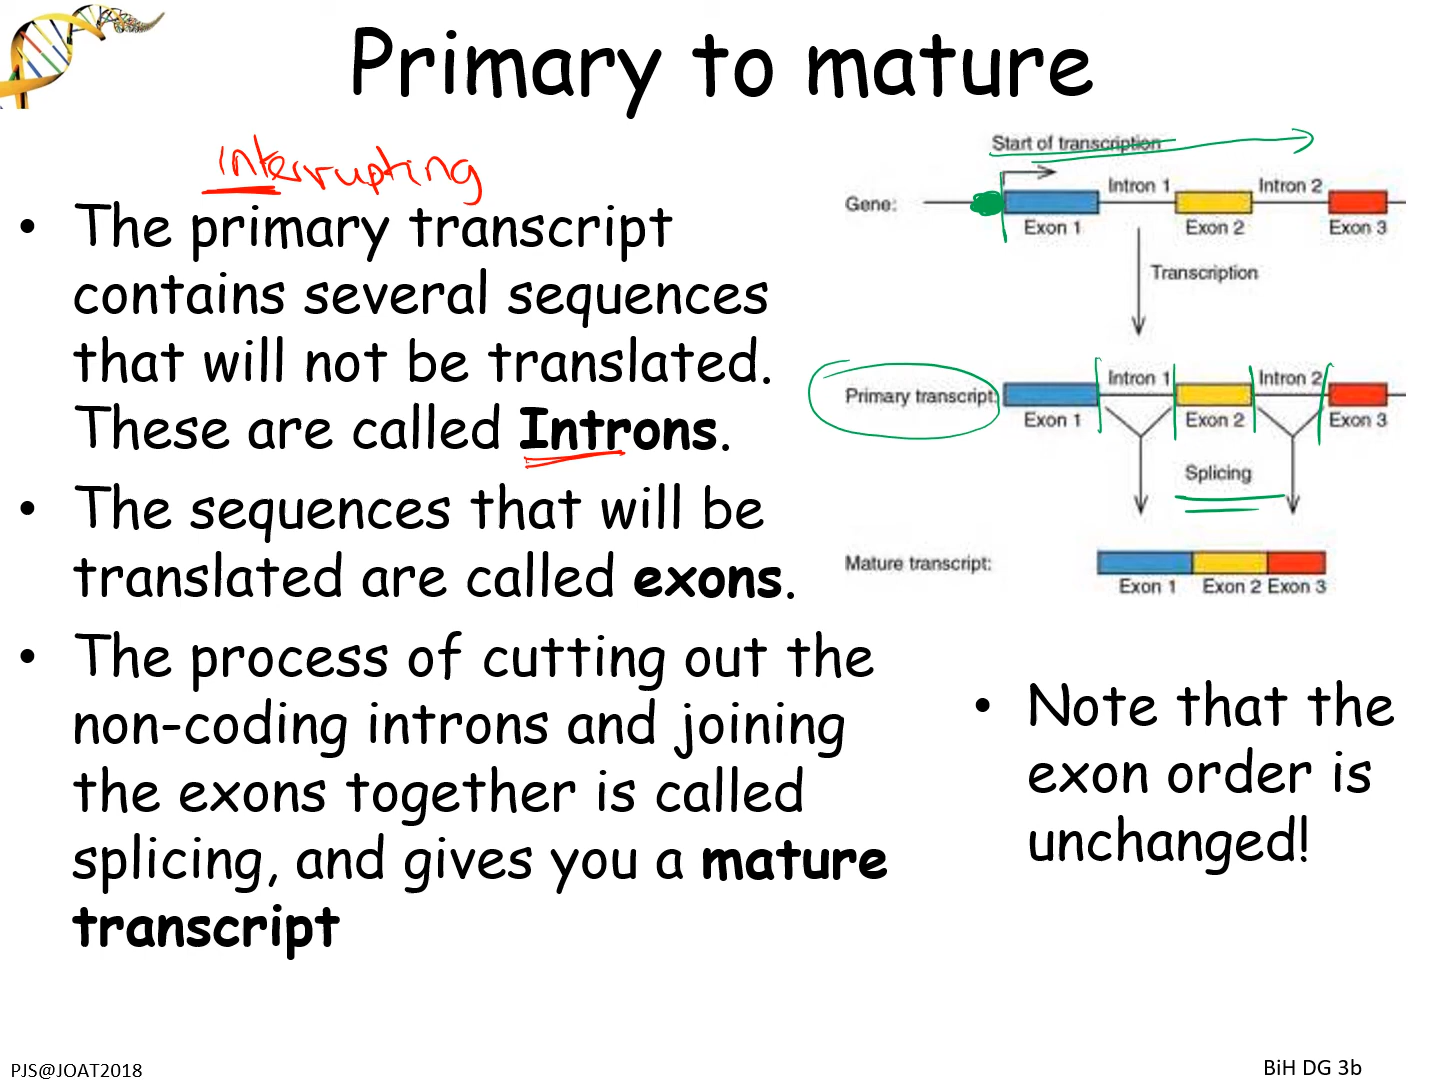 Primary to mature
interrupting
• The primary transcript
contains several sequences
that will not be translated.
These are called Introns.
• The sequences that will be
translated are called exons.
• The process of cutting out the
non-coding introns and joining
the exons together is called
splicing, and gives you a mature
transcript
Start of transcription
Intron 1 Intron 2
Gene:
Exon 1 Exon 2 Exon 3
Transcription
Intron 1 Intron 2
Primary transcript:
Exon 1 Exon 2 Exon 3
Splicing
Mature transcript:
Exon 1 Exon 2 Exon 3
• Note that the
exon order is
unchanged!
PJS@JOAT2018
BiH DG 3b